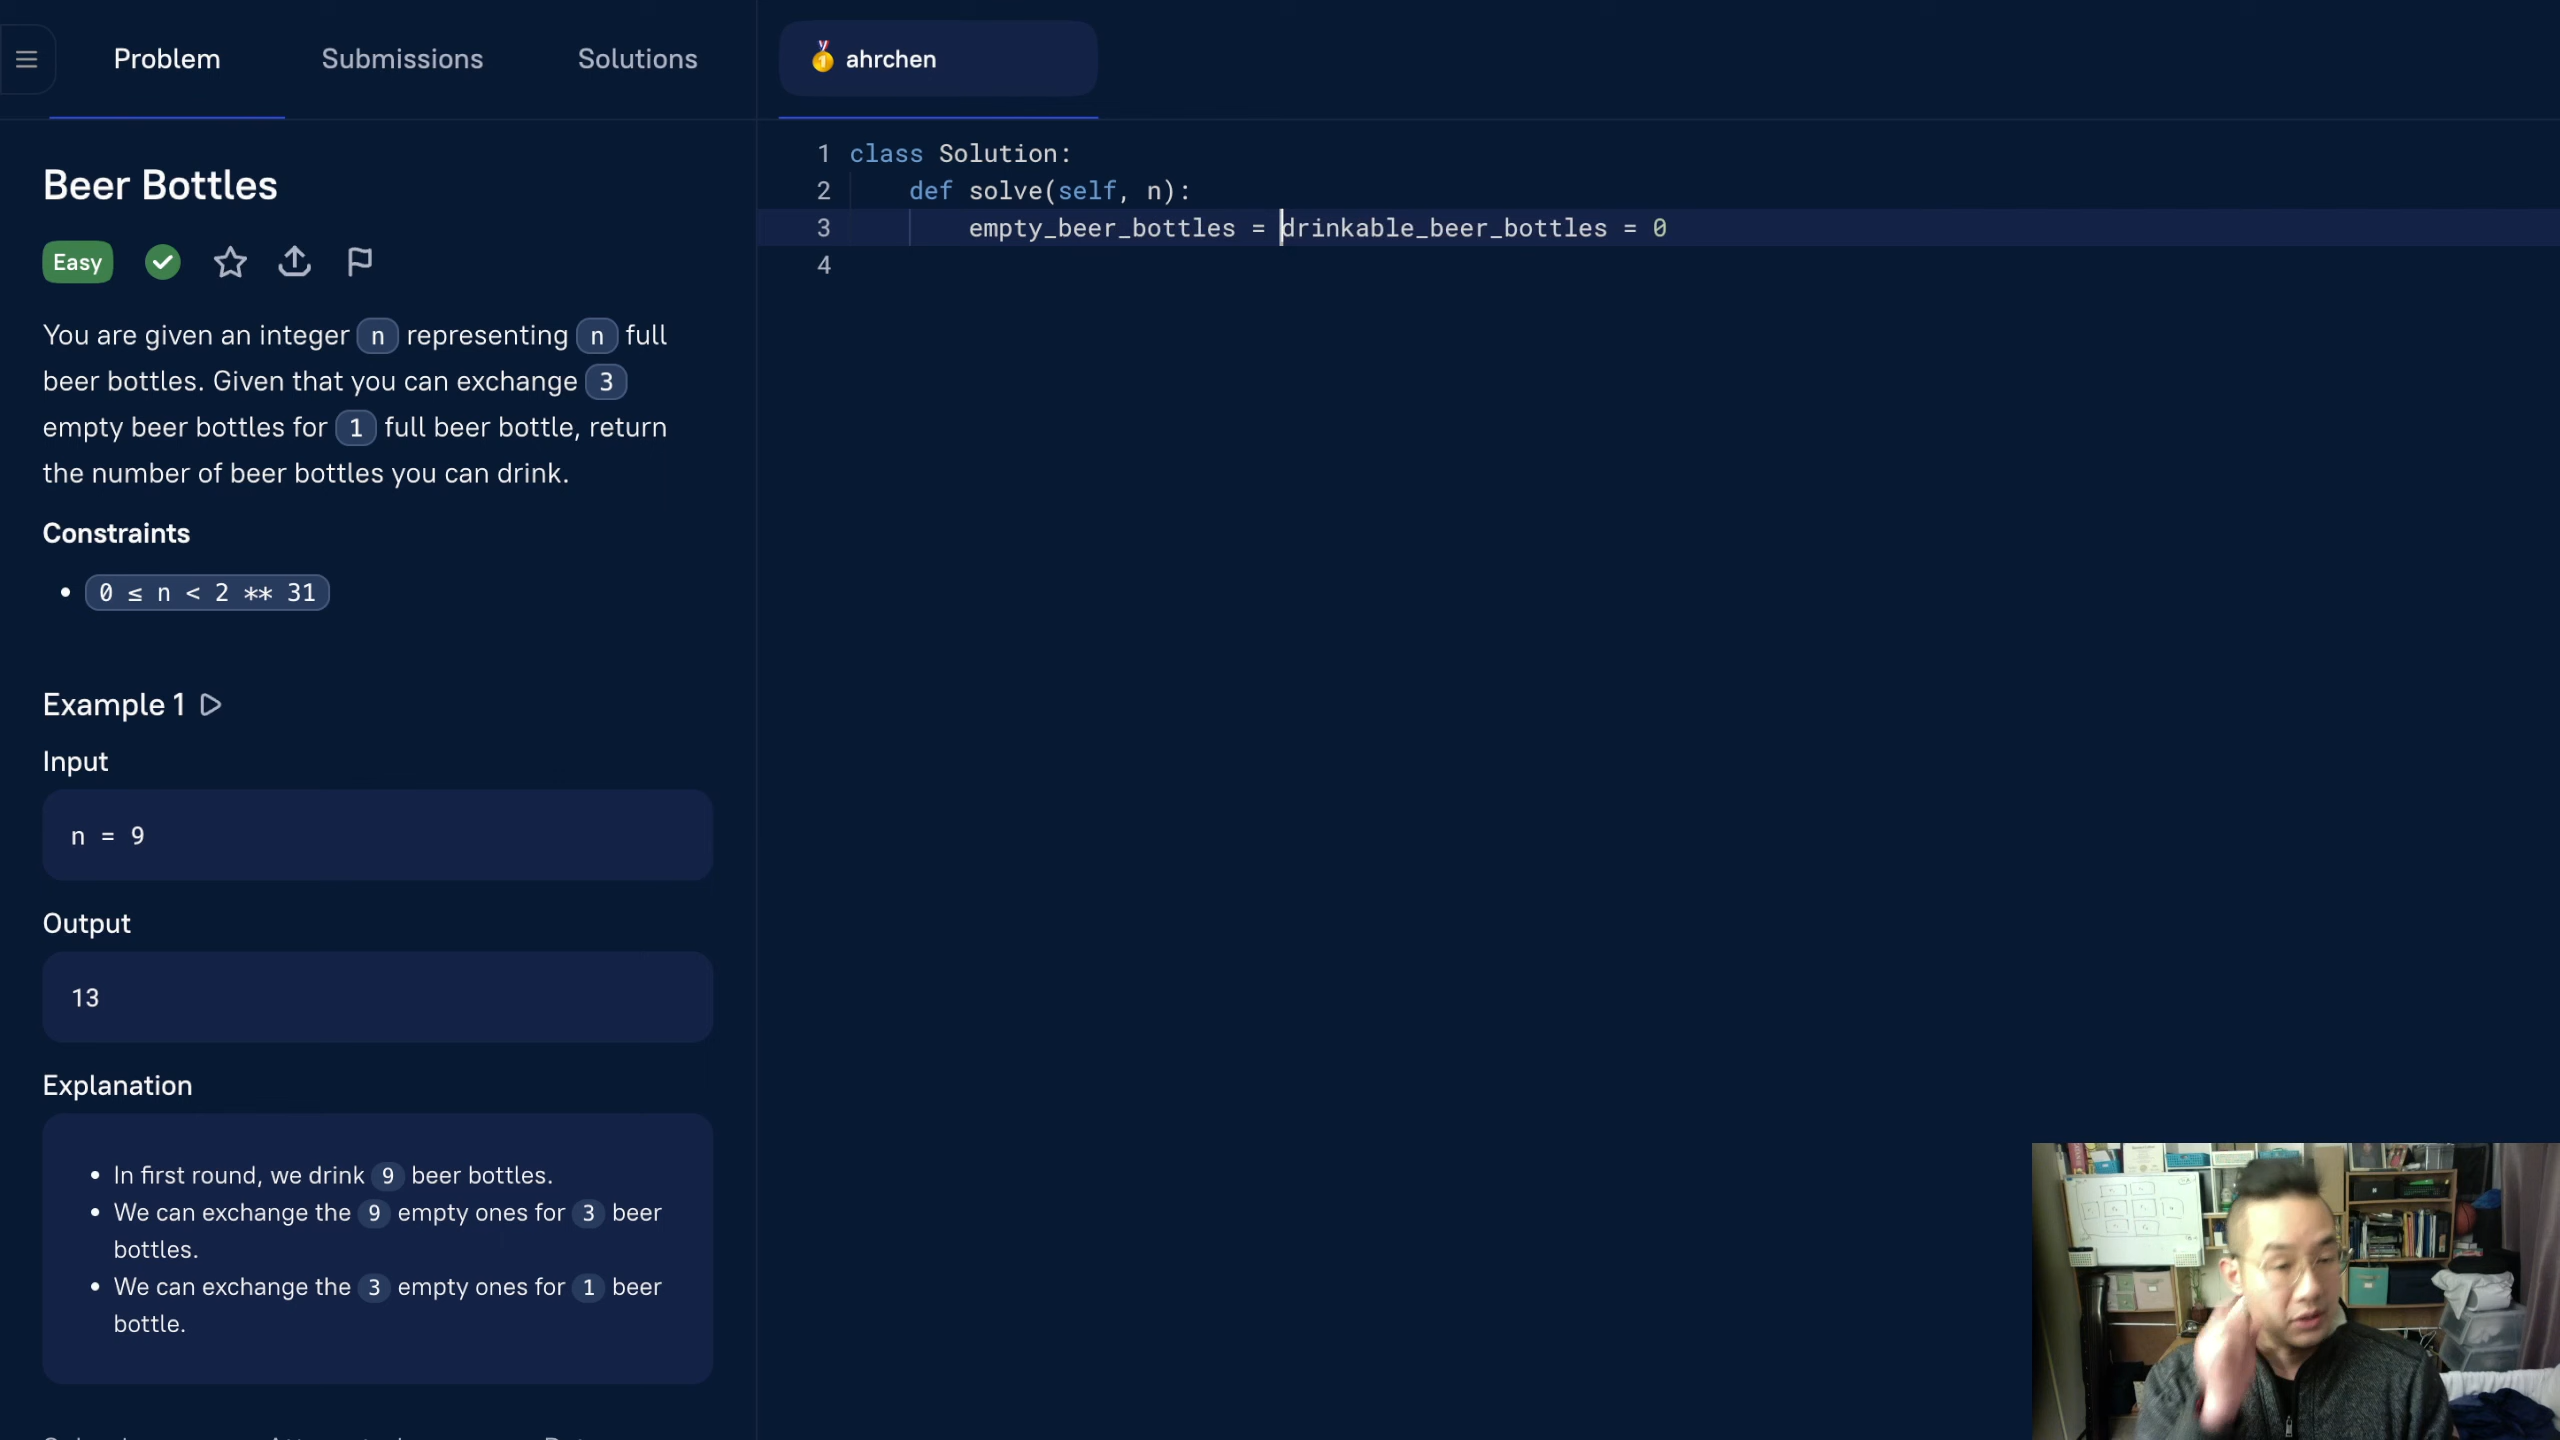 Problem Submissions Solutions
ahrchen
Beer Bottles
Easy
You are given an integer n representing n full
beer bottles. Given that you can exchange 3
empty beer bottles for 1 full beer bottle, return
the number of beer bottles you can drink.
Constraints
• 0 ≤ n < 2 ** 31
Example 1
Input
n = 9
Output
13
Explanation
• In first round, we drink 9 beer bottles.
• We can exchange the 9 empty ones for 3 beer
bottles.
• We can exchange the 3 empty ones for 1 beer
bottle.
1 class Solution:
2 def solve(self, n):
3 empty_beer_bottles = drinkable_beer_bottles = 0
4